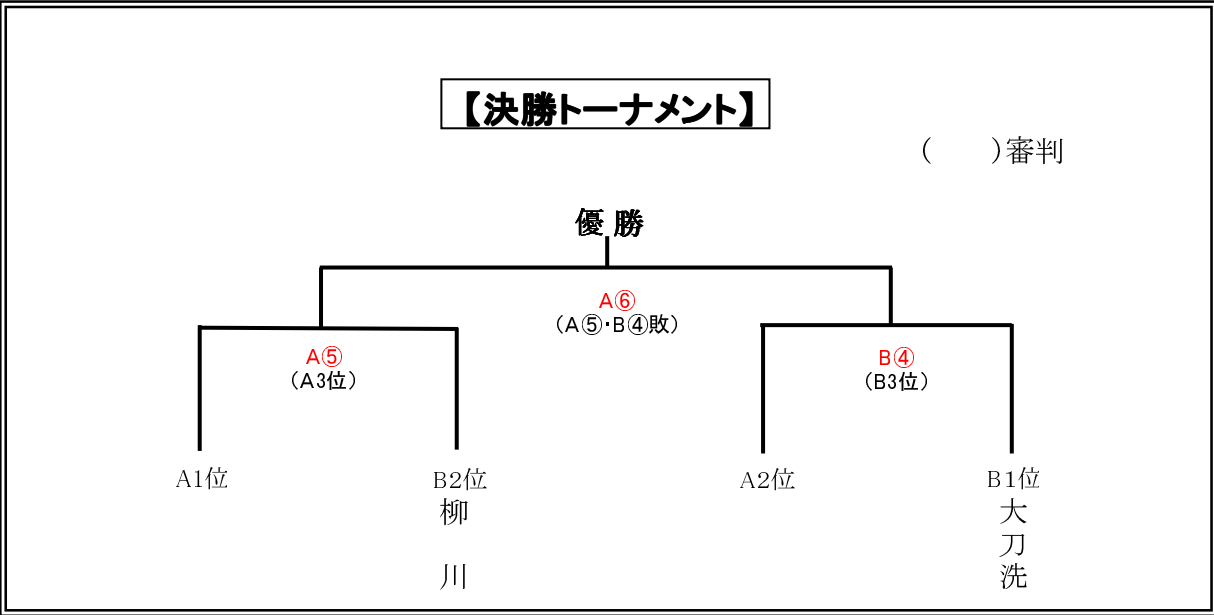 【決勝トーナメント】
(　　)審判
優勝
A⑥
(A⑤・B④敗)
A⑤
(A3位)
B④
(B3位)
A1位
B2位
柳川
A2位
B1位
大刀洗